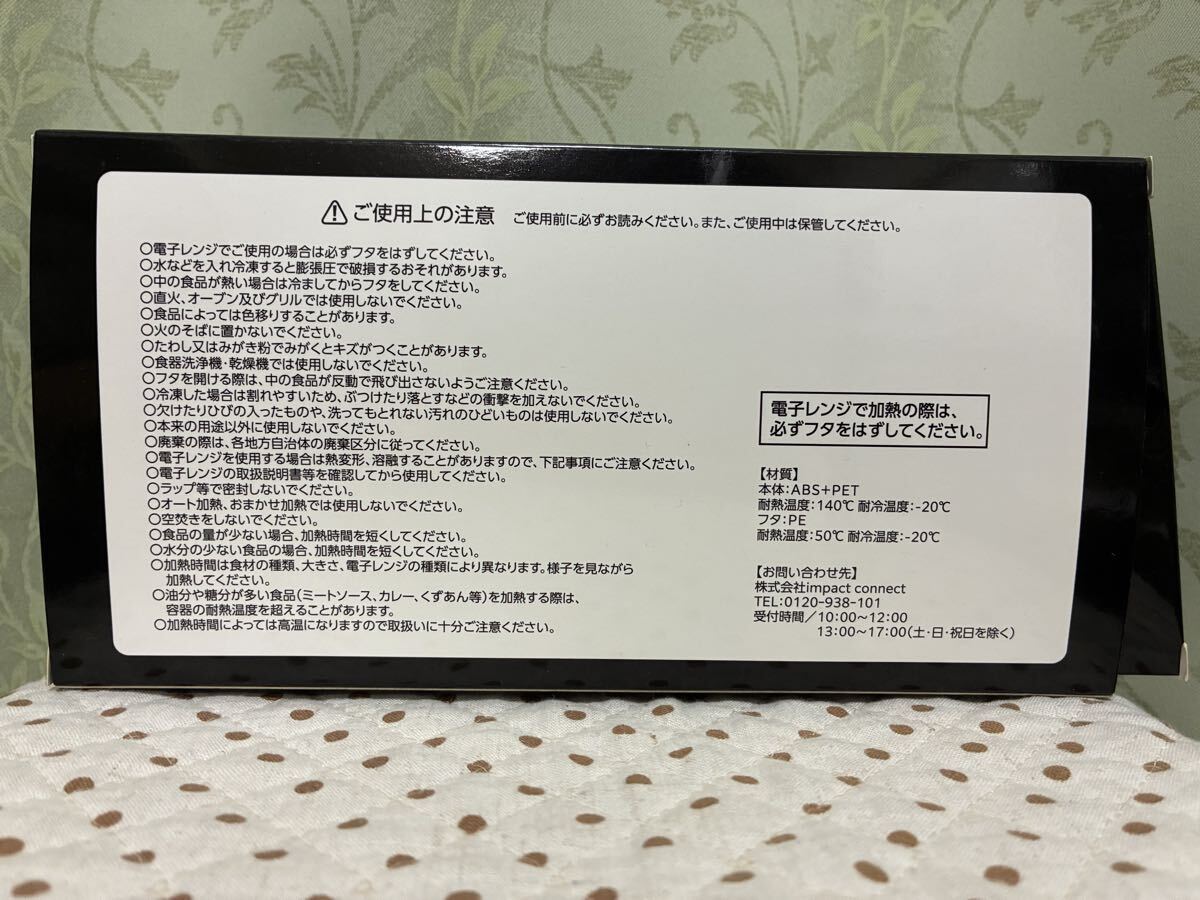 ⚠ご使用上の注意 ご使用前に必ずお読みください。また、ご使用中は保管してください。
○電子レンジでご使用の場合は必ずフタをはずしてください。
○水などを入れ冷凍すると膨張圧で破損するおそれがあります。
○中の食品が熱い場合は冷ましてからフタをしてください。
○直火、オーブン及びグリルでは使用しないでください。
○食品によっては色移りすることがあります。
○火のそばに置かないでください。
○たわし又はみがき粉でみがくとキズがつくことがあります。
○食器洗浄機・乾燥機では使用しないでください。
○フタを開ける際は、中の食品が反動で飛び出さないようご注意ください。
○冷凍した場合は割れやすいため、ぶつけたり落とすなどの衝撃を加えないでください。
○欠けたりひびの入ったものや、洗ってもとれない汚れのひどいものは使用しないでください。
○本来の用途以外に使用しないでください。
○廃棄の際は、各地方自治体の廃棄区分に従ってください。
○電子レンジを使用する場合は熱変形、溶融することがありますので、下記事項にご注意ください。
○電子レンジの取扱説明書等を確認してから使用してください。
○ラップ等で密封しないでください。
○オート加熱、おまかせ加熱では使用しないでください。
○空焚きをしないでください。
○食品の量が少ない場合、加熱時間を短くしてください。
○水分の少ない食品の場合、加熱時間を短くしてください。
○加熱時間は食材の種類、大きさ、電子レンジの種類により異なります。様子を見ながら
加熱してください。
○油分や糖分が多い食品(ミートソース、カレー、くずあん等)を加熱する際は、
容器の耐熱温度を超えることがあります。
○加熱時間によっては高温になりますので取扱いに十分ご注意ください。
電子レンジで加熱の際は、
必ずフタをはずしてください。
【材質】
本体:ABS+PET
耐熱温度:140℃ 耐冷温度:-20℃
フタ:PE
耐熱温度:50℃ 耐冷温度:-20℃
【お問い合わせ先】
株式会社impact connect
TEL:0120-938-101
受付時間/10:00〜12:00
13:00〜17:00(土・日・祝日を除く)